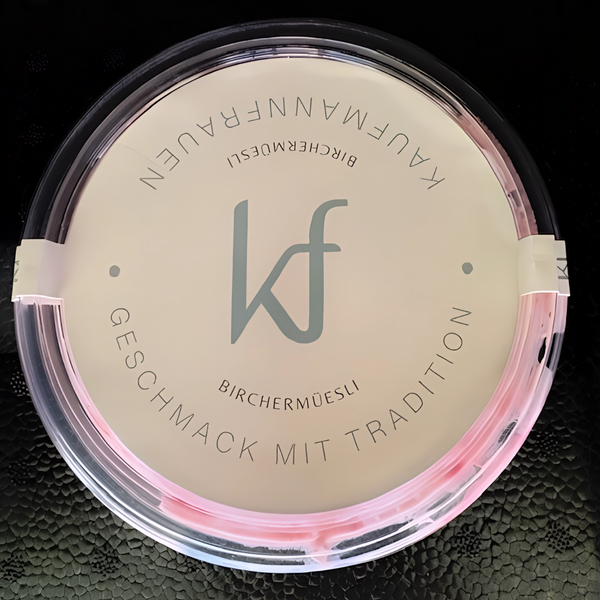 KAUFMANNFRAUEN
BIRCHERMÜESLI
kf
BIRCHERMÜESLI
GESCHMACK MIT TRADITION